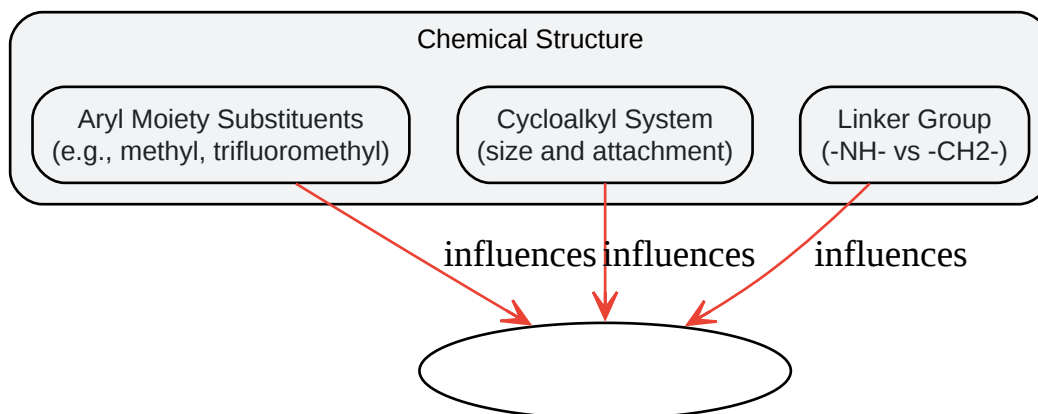 Chemical Structure
Aryl Moiety Substituents
(e.g., methyl, trifluoromethyl)
Cycloalkyl System
(size and attachment)
Linker Group
(-NH- vs -CH2-)
influences
influences
influences